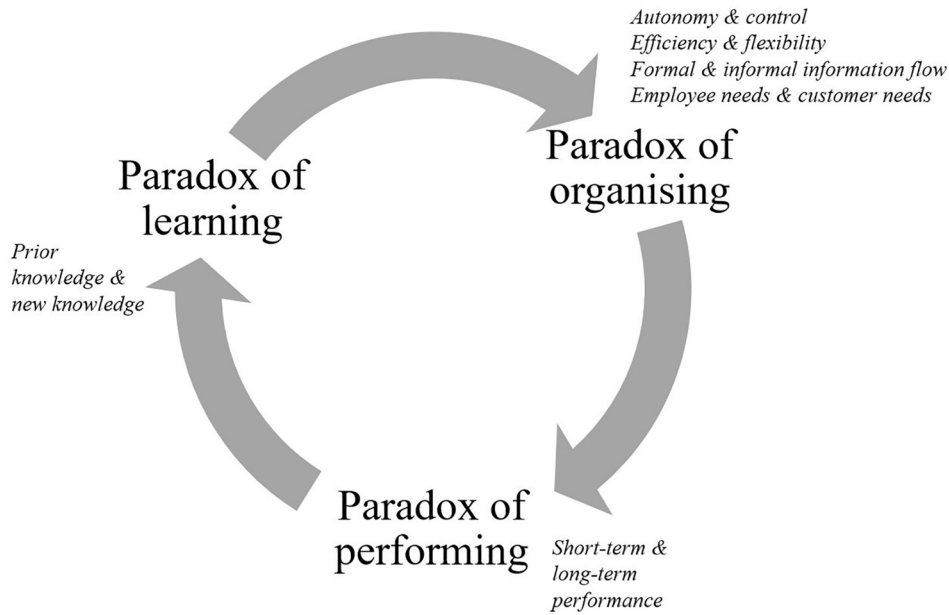 Autonomy & control
Efficiency & flexibility
Formal & informal information flow
Employee needs & customer needs
Paradox of
organising
Paradox of
learning
Prior
knowledge &
new knowledge
Paradox of
performing
Short-term &
long-term
performance